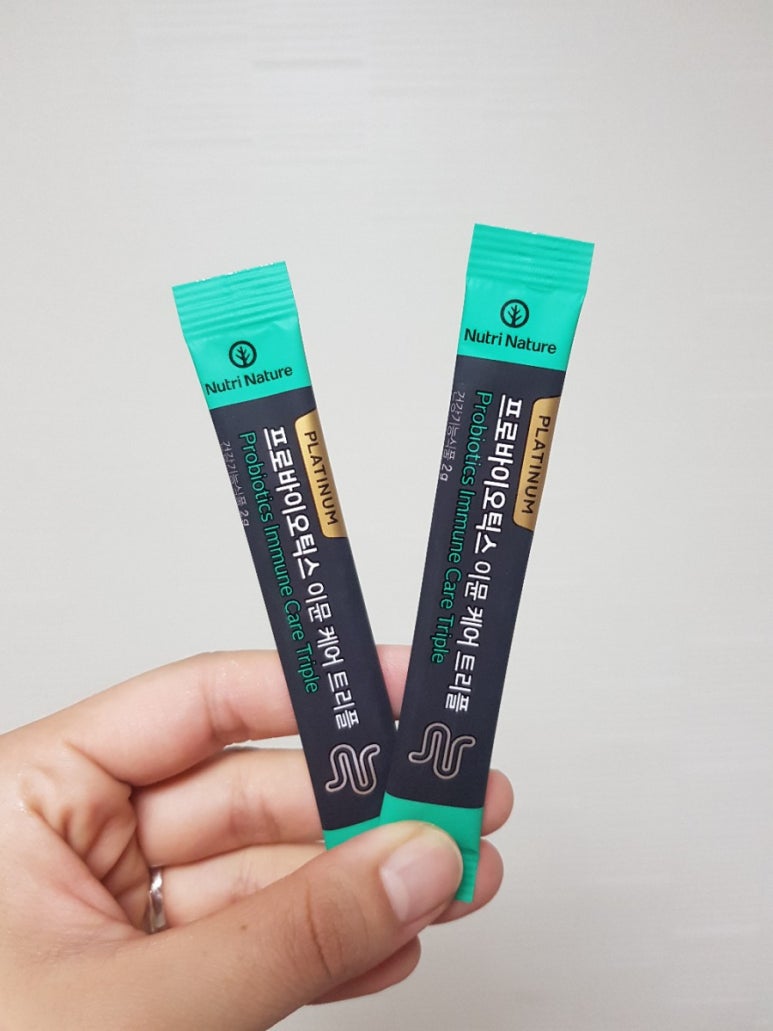 Nutri Nature
PLATINUM
프로바이오틱스 이뮨 케어 트리플
Probiotics Immune Care Triple
건강기능식품 2g
Nutri Nature
PLATINUM
프로바이오틱스 이뮨 케어 트리플
Probiotics Immune Care Triple
건강기능식품 2g